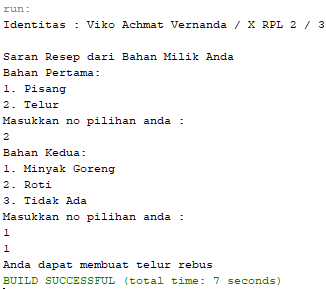 run:
Identitas : Viko Achmat Vernanda / X RPL 2 / 3
Saran Resep dari Bahan Milik Anda
Bahan Pertama:
1. Pisang
2. Telur
Masukkan no pilihan anda :
2
Bahan Kedua:
1. Minyak Goreng
2. Roti
3. Tidak Ada
Masukkan no pilihan anda :
1
1
Anda dapat membuat telur rebus
BUILD SUCCESSFUL (total time: 7 seconds)